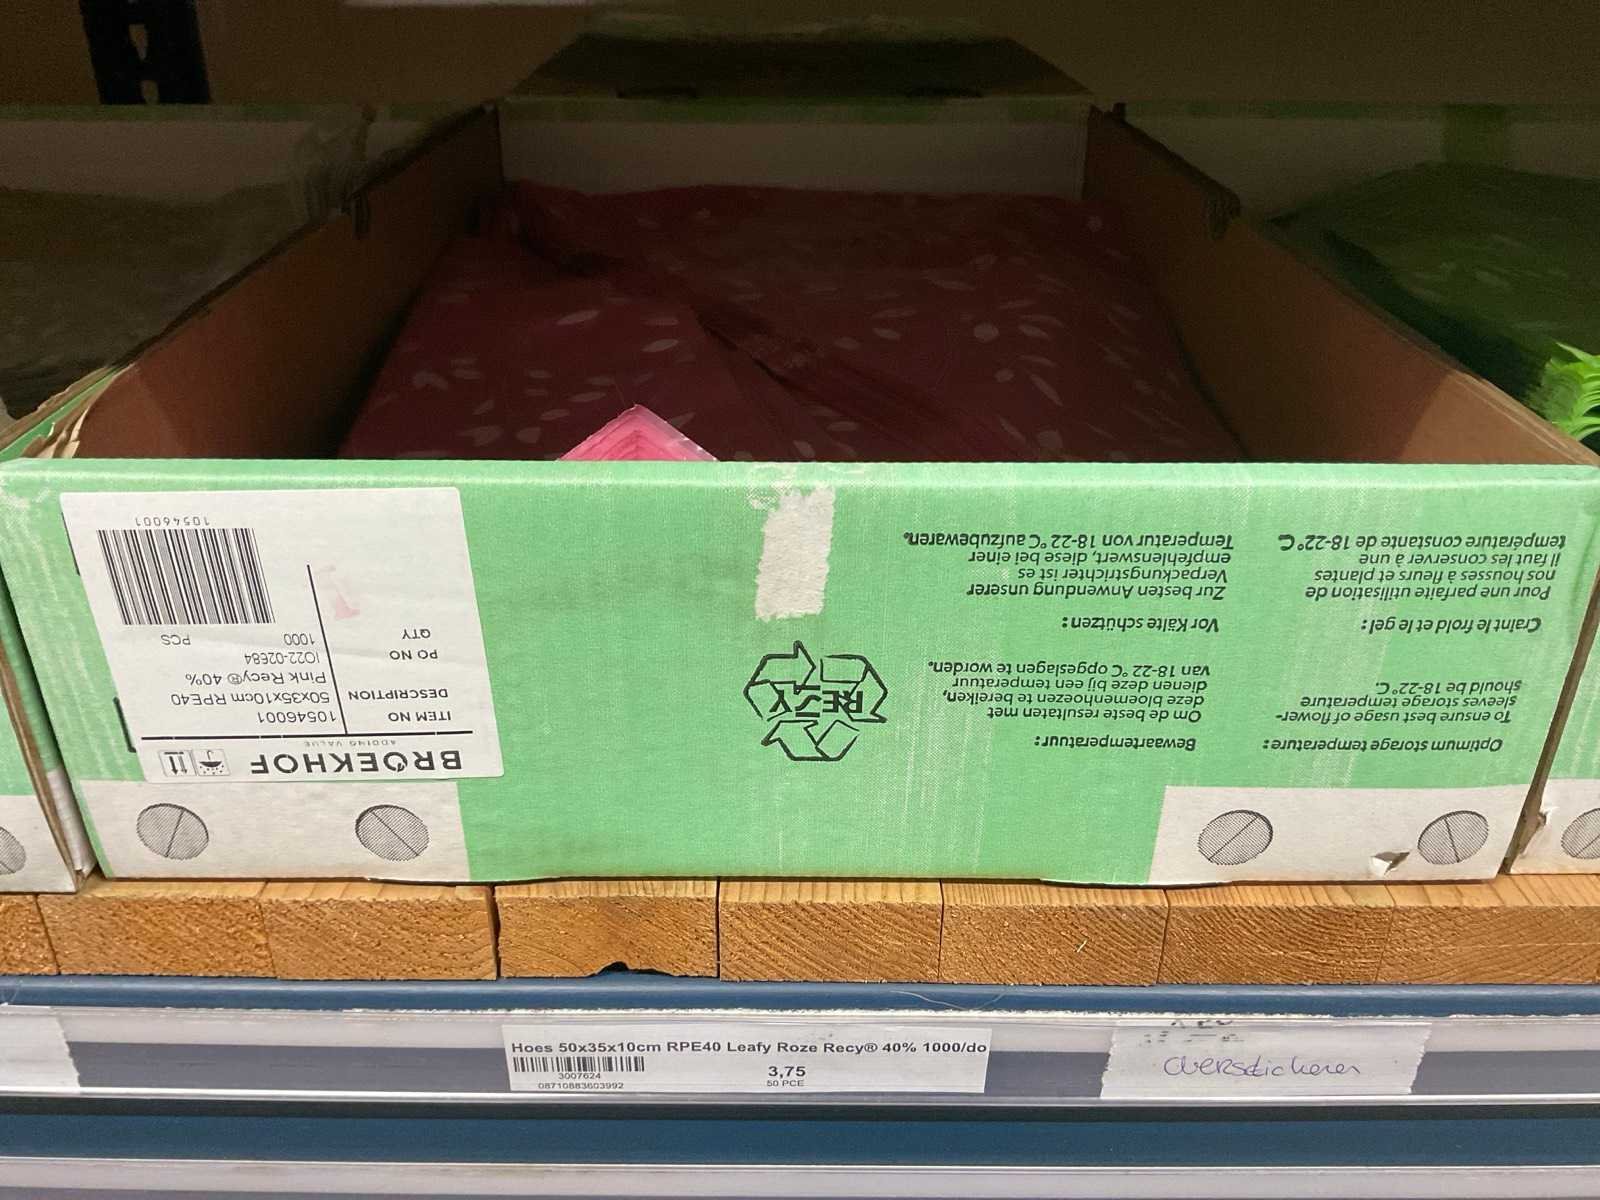 BROEKHOF
ADDING VALUE
ITEM NO 10546001
DESCRIPTION 50x35x10cm RPE40
Pink Recy® 40%
PO NO IO22-02684
QTY 1000 PCS
10546001
RESY
Optimum storage temperature:
To ensure best usage of flower-
sleeves storage temperature
should be 18-22°C.
Bewaartemperatuur:
Om de beste resultaten met
deze bloemenhoezen te bereiken,
dienen deze bij een temperatuur
van 18-22 °C opgeslagen te worden.
Craint le froid et le gel:
Pour une parfaite utilisation de
nos housses à fleurs et plantes
il faut les conserver à une
température constante de 18-22°C
Vor Kälte schützen:
Zur besten Anwendung unserer
Verpackungstrichter ist es
empfehlenswert, diese bei einer
Temperatur von 18-22 °C aufzubewaren.
Hoes 50x35x10cm RPE40 Leafy Roze Recy® 40% 1000/do
3007624
08710883603992
3,75
50 PCE
overstickeren